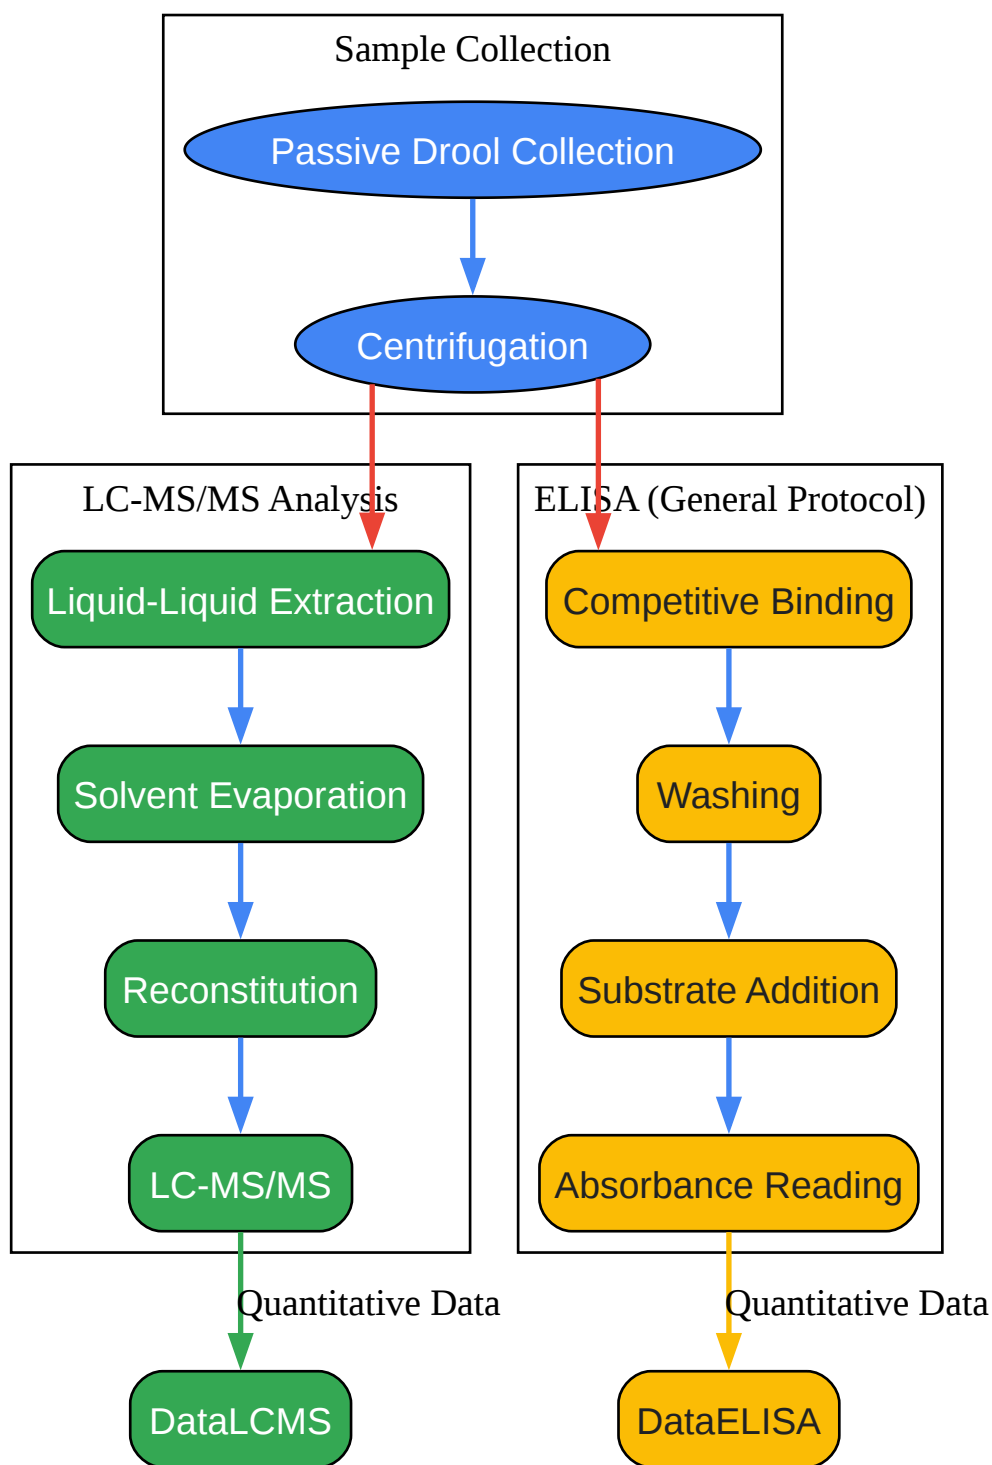 Sample Collection
Passive Drool Collection
Centrifugation
LC-MS/MS Analysis
Liquid-Liquid Extraction
Solvent Evaporation
Reconstitution
LC-MS/MS
Quantitative Data
DataLCMS
ELISA (General Protocol)
Competitive Binding
Washing
Substrate Addition
Absorbance Reading
Quantitative Data
DataELISA